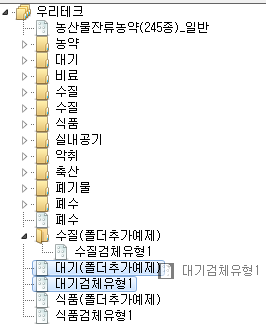 우리테크
농산물잔류농약(245종)_일반
농약
대기
비료
수질
수질
식품
실내공기
악취
축산
폐기물
폐수
폐수
수질(폴더추가예제)
수질검체유형1
대기(폴더추가예제)
대기검체유형1
대기검체유형1
식품(폴더추가예제)
식품검체유형1